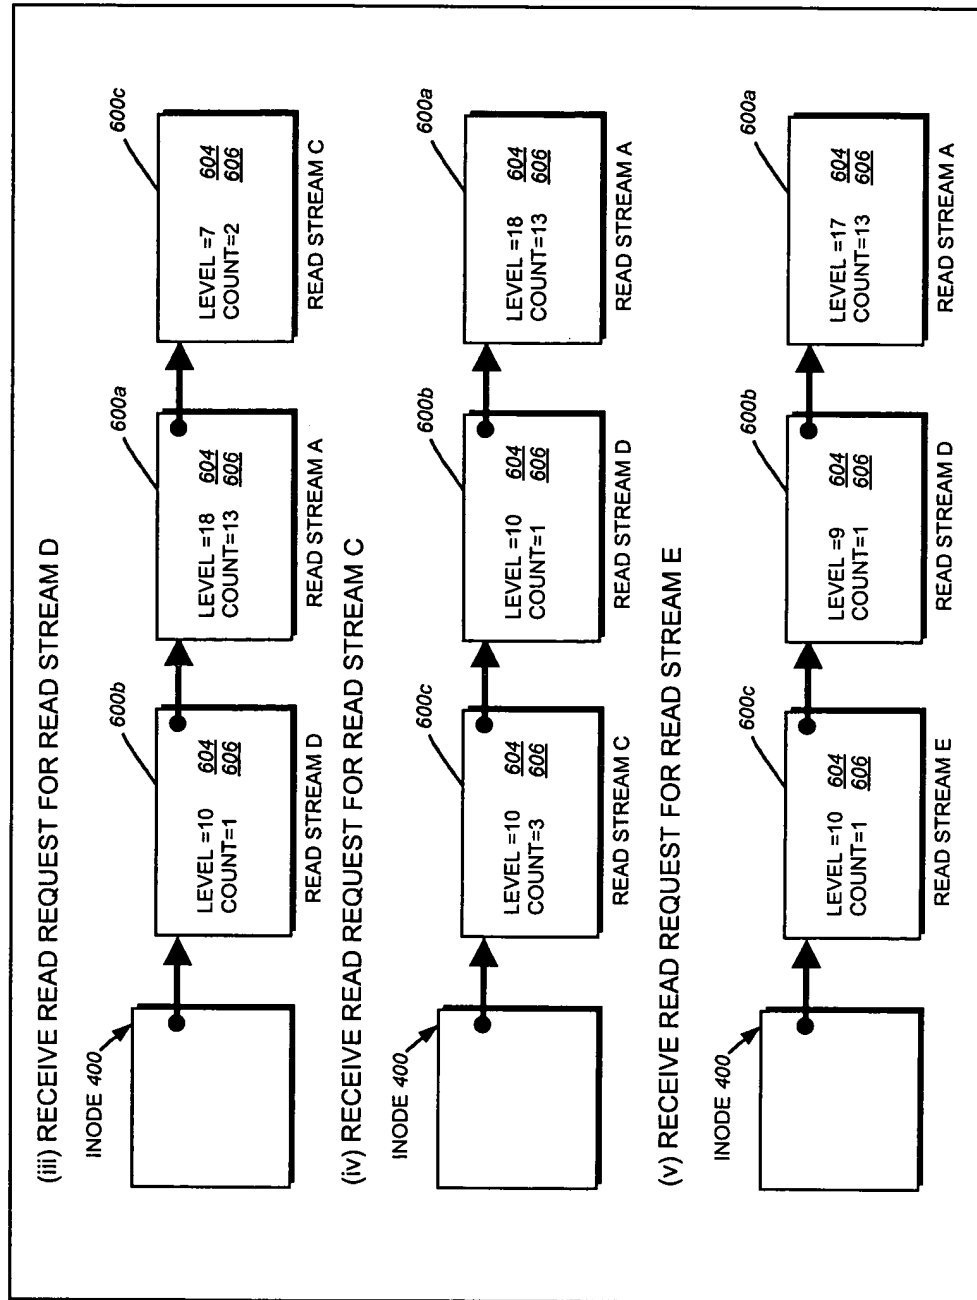 (iii) RECEIVE READ REQUEST FOR READ STREAM D
INODE 400
600b
600a
600c
LEVEL =10 604
COUNT=1 606
LEVEL =18 604
COUNT=13 606
LEVEL =7 604
COUNT=2 606
READ STREAM D
READ STREAM A
READ STREAM C
(iv) RECEIVE READ REQUEST FOR READ STREAM C
INODE 400
600c
600b
600a
LEVEL =10 604
COUNT=3 606
LEVEL =10 604
COUNT=1 606
LEVEL =18 604
COUNT=13 606
READ STREAM C
READ STREAM D
READ STREAM A
(v) RECEIVE READ REQUEST FOR READ STREAM E
INODE 400
600c
600b
600a
LEVEL =10 604
COUNT=1 606
LEVEL =9 604
COUNT=1 606
LEVEL =17 604
COUNT=13 606
READ STREAM E
READ STREAM D
READ STREAM A